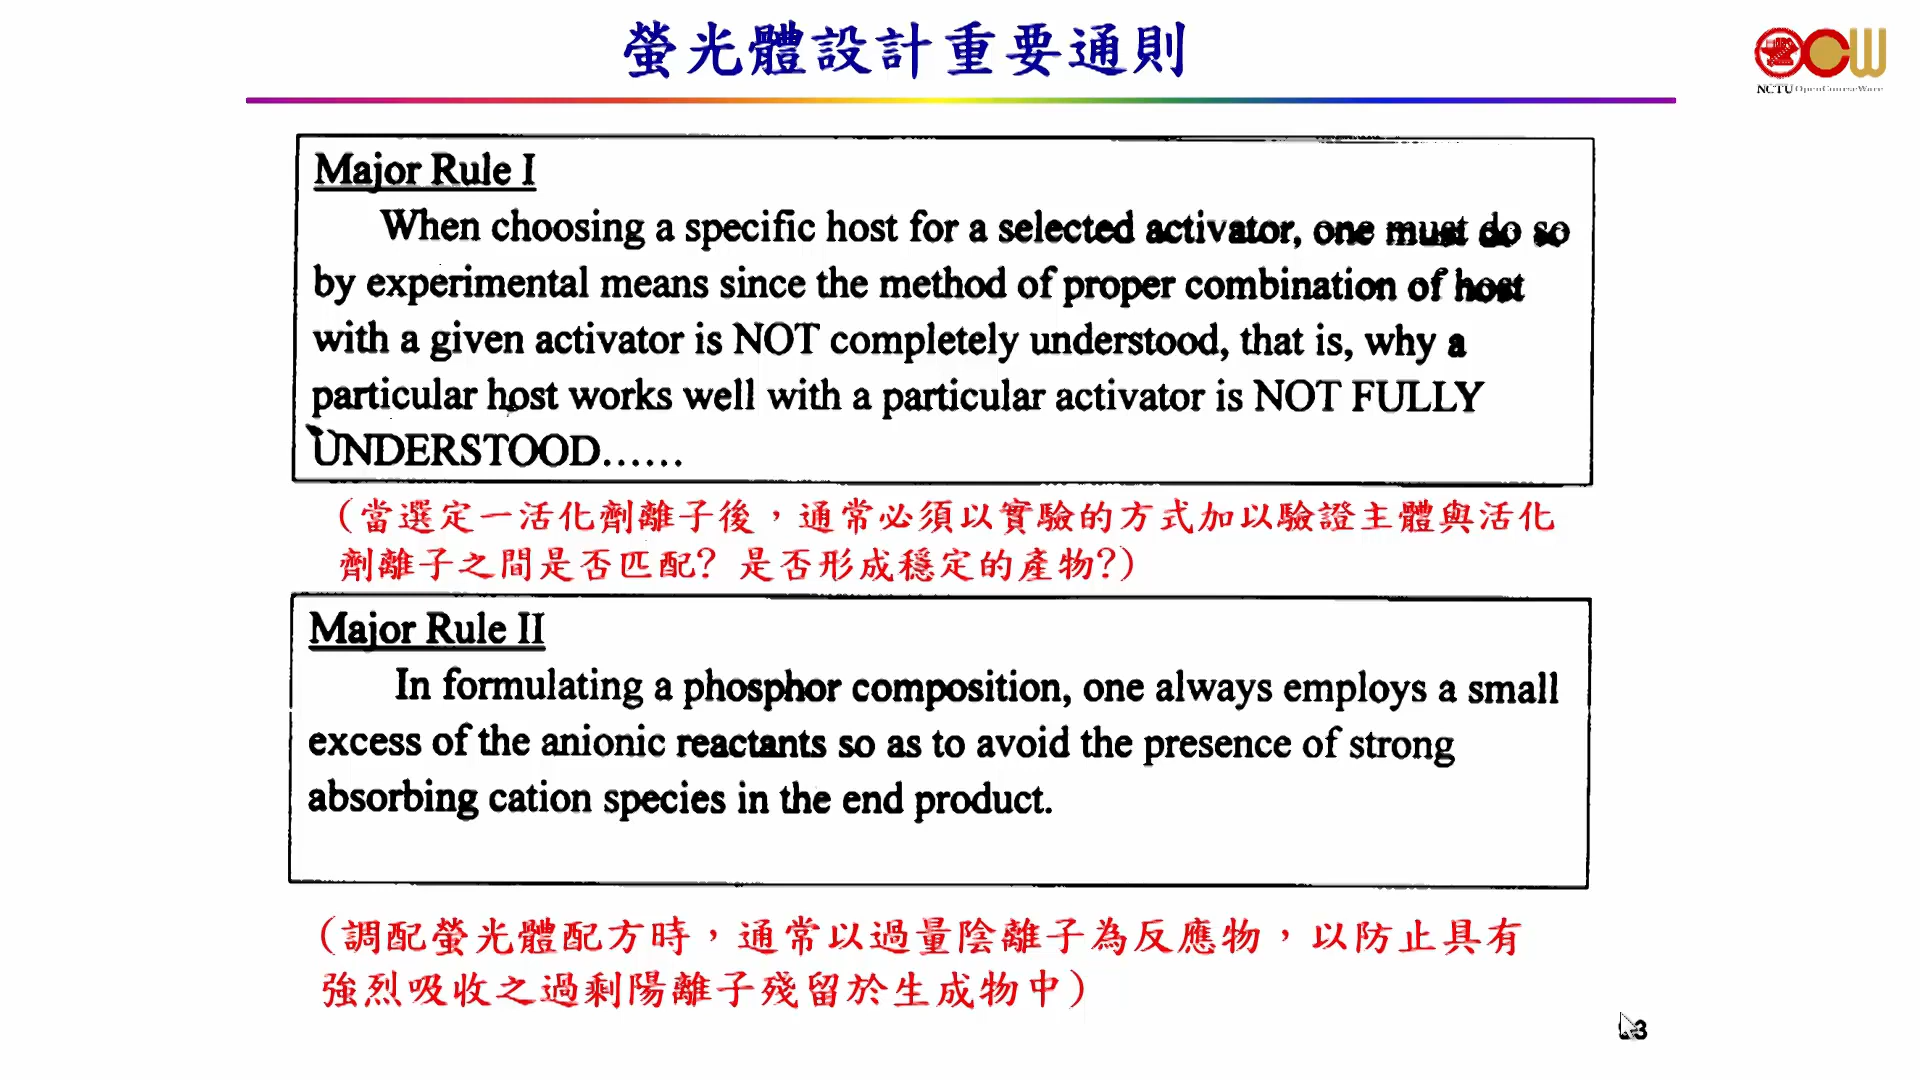 螢光體設計重要通則
NCTU OpenCourseWare
Major Rule I
When choosing a specific host for a selected activator, one must do so
by experimental means since the method of proper combination of host
with a given activator is NOT completely understood, that is, why a
particular host works well with a particular activator is NOT FULLY
UNDERSTOOD......
(當選定一活化劑離子後，通常必須以實驗的方式加以驗證主體與活化
劑離子之間是否匹配? 是否形成穩定的產物?)
Major Rule II
In formulating a phosphor composition, one always employs a small
excess of the anionic reactants so as to avoid the presence of strong
absorbing cation species in the end product.
(調配螢光體配方時，通常以過量陰離子為反應物，以防止具有
強烈吸收之過剩陽離子殘留於生成物中)